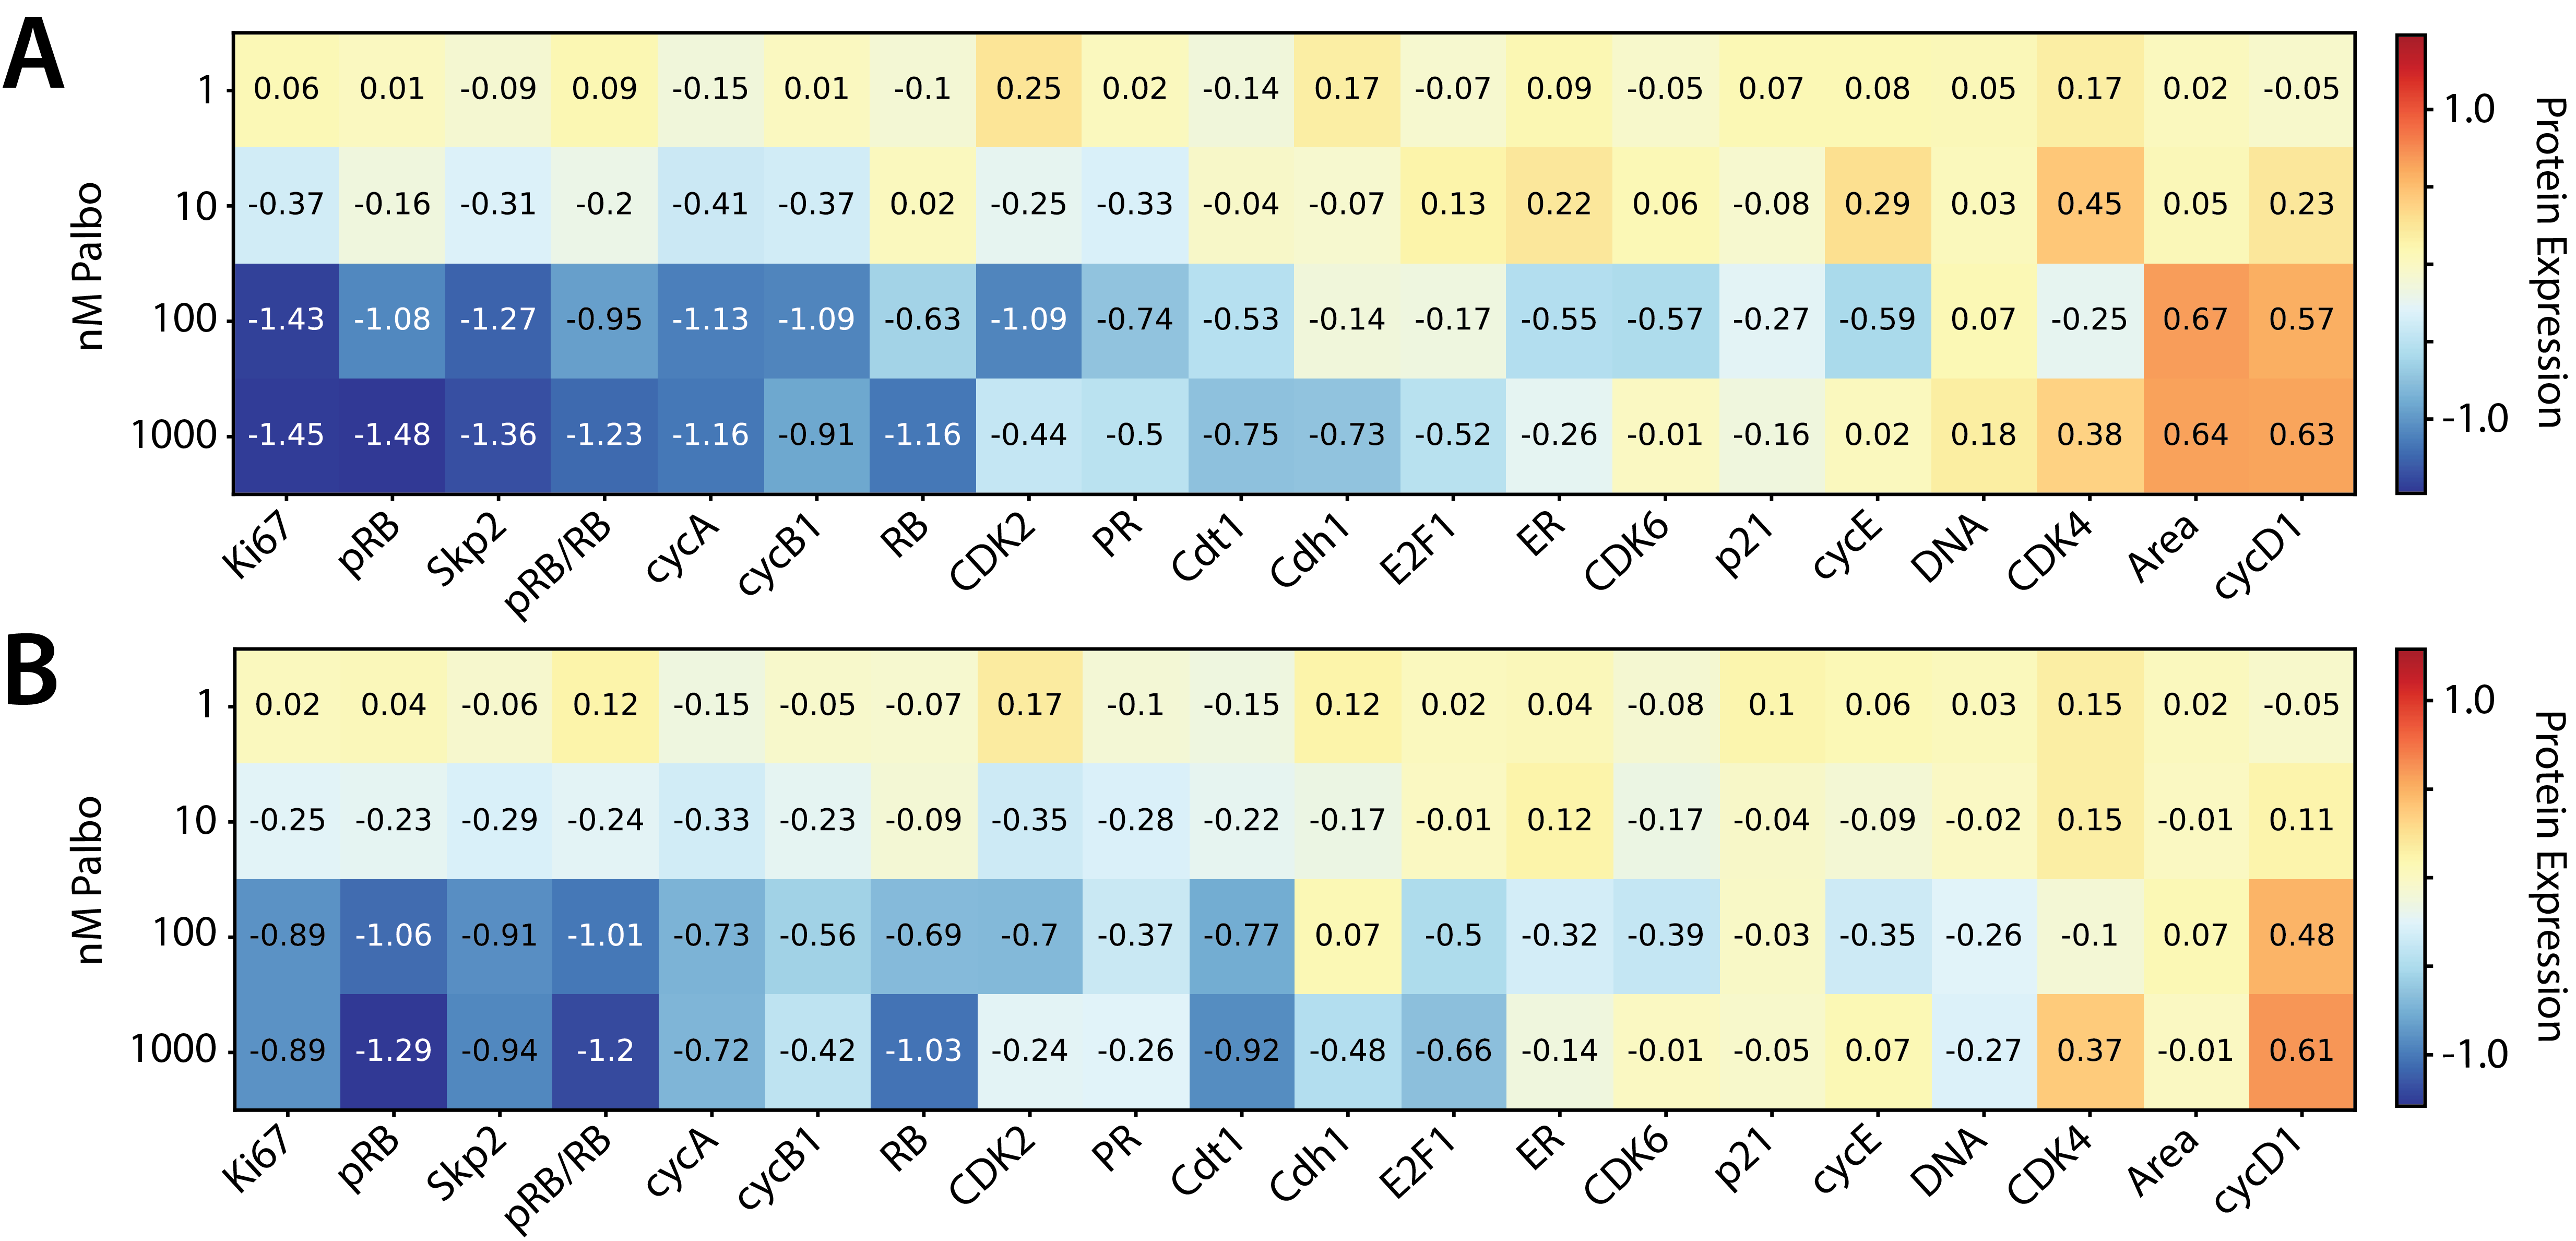 A
nM Palbo
1 0.06 0.01 -0.09 0.09 -0.15 0.01 -0.1 0.25 0.02 -0.14 0.17 -0.07 0.09 -0.05 0.07 0.08 0.05 0.17 0.02 -0.05
10 -0.37 -0.16 -0.31 -0.2 -0.41 -0.37 0.02 -0.25 -0.33 -0.04 -0.07 0.13 0.22 0.06 -0.08 0.29 0.03 0.45 0.05 0.23
100 -1.43 -1.08 -1.27 -0.95 -1.13 -1.09 -0.63 -1.09 -0.74 -0.53 -0.14 -0.17 -0.55 -0.57 -0.27 -0.59 0.07 -0.25 0.67 0.57
1000 -1.45 -1.48 -1.36 -1.23 -1.16 -0.91 -1.16 -0.44 -0.5 -0.75 -0.73 -0.52 -0.26 -0.01 -0.16 0.02 0.18 0.38 0.64 0.63
Ki67 pRB Skp2 pRB/RB cycA cycB1 RB CDK2 PR Cdt1 Cdh1 E2F1 ER CDK6 p21 cycE DNA CDK4 Area cycD1
1.0
-1.0
Protein Expression
B
nM Palbo
1 0.02 0.04 -0.06 0.12 -0.15 -0.05 -0.07 0.17 -0.1 -0.15 0.12 0.02 0.04 -0.08 0.1 0.06 0.03 0.15 0.02 -0.05
10 -0.25 -0.23 -0.29 -0.24 -0.33 -0.23 -0.09 -0.35 -0.28 -0.22 -0.17 -0.01 0.12 -0.17 -0.04 -0.09 -0.02 0.15 -0.01 0.11
100 -0.89 -1.06 -0.91 -1.01 -0.73 -0.56 -0.69 -0.7 -0.37 -0.77 0.07 -0.5 -0.32 -0.39 -0.03 -0.35 -0.26 -0.1 0.07 0.48
1000 -0.89 -1.29 -0.94 -1.2 -0.72 -0.42 -1.03 -0.24 -0.26 -0.92 -0.48 -0.66 -0.14 -0.01 -0.05 0.07 -0.27 0.37 -0.01 0.61
Ki67 pRB Skp2 pRB/RB cycA cycB1 RB CDK2 PR Cdt1 Cdh1 E2F1 ER CDK6 p21 cycE DNA CDK4 Area cycD1
1.0
-1.0
Protein Expression